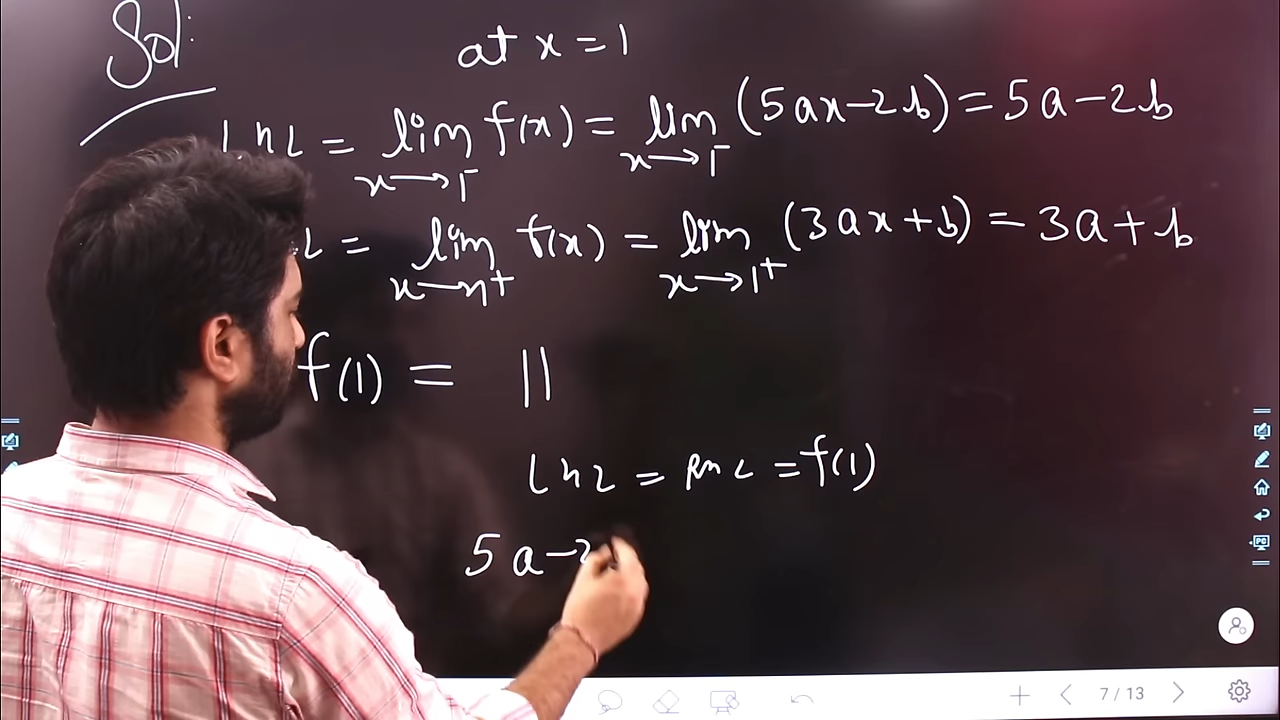 Sol:
at x = 1
LHL = lim x→1⁻ f(x) = lim x→1⁻ (5ax − 2b) = 5a − 2b
L = lim x→1⁺ f(x) = lim x→1⁺ (3ax + b) = 3a + b
f(1) = 11
LHL = RHL = f(1)
5a − 2
7 / 13